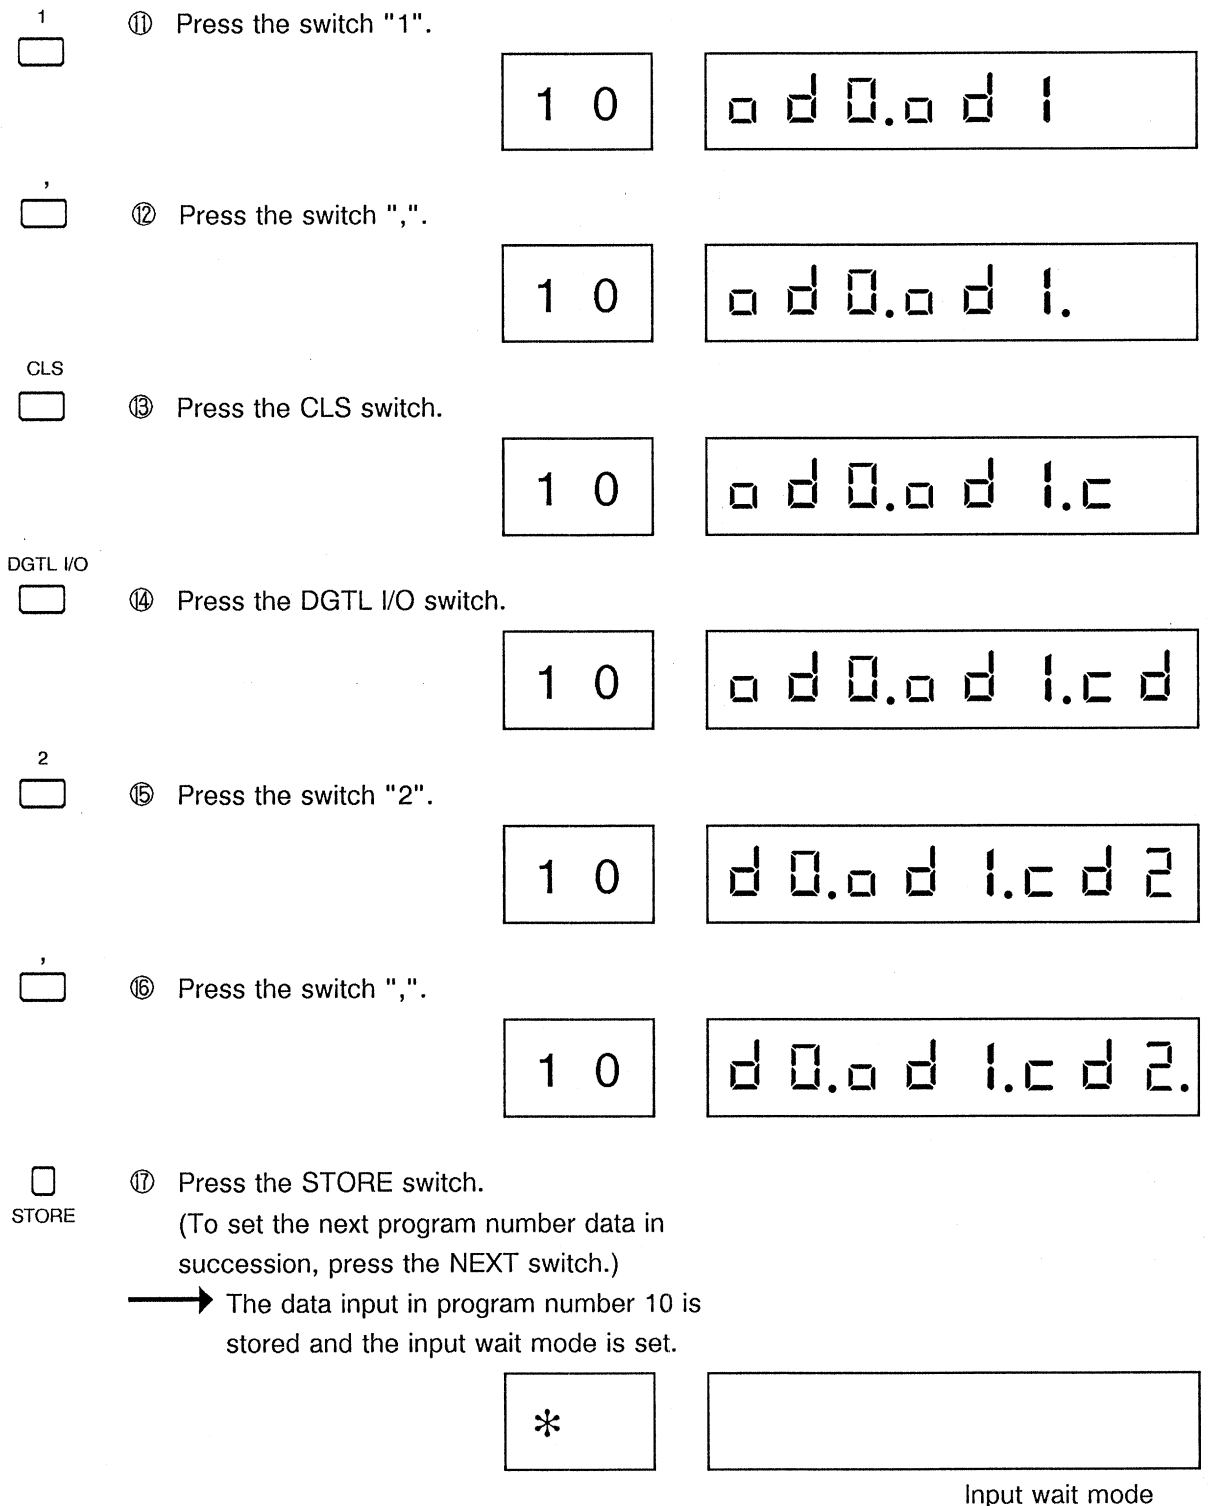 1
⑪ Press the switch "1".
1 0
o d 0.o d 1
,
⑫ Press the switch ",".
1 0
o d 0.o d 1.
CLS
⑬ Press the CLS switch.
1 0
o d 0.o d 1.c
DGTL I/O
⑭ Press the DGTL I/O switch.
1 0
o d 0.o d 1.c d
2
⑮ Press the switch "2".
1 0
d 0.o d 1.c d 2
,
⑯ Press the switch ",".
1 0
d 0.o d 1.c d 2.
⑰ Press the STORE switch.
STORE
(To set the next program number data in
succession, press the NEXT switch.)
→ The data input in program number 10 is
stored and the input wait mode is set.
*
Input wait mode